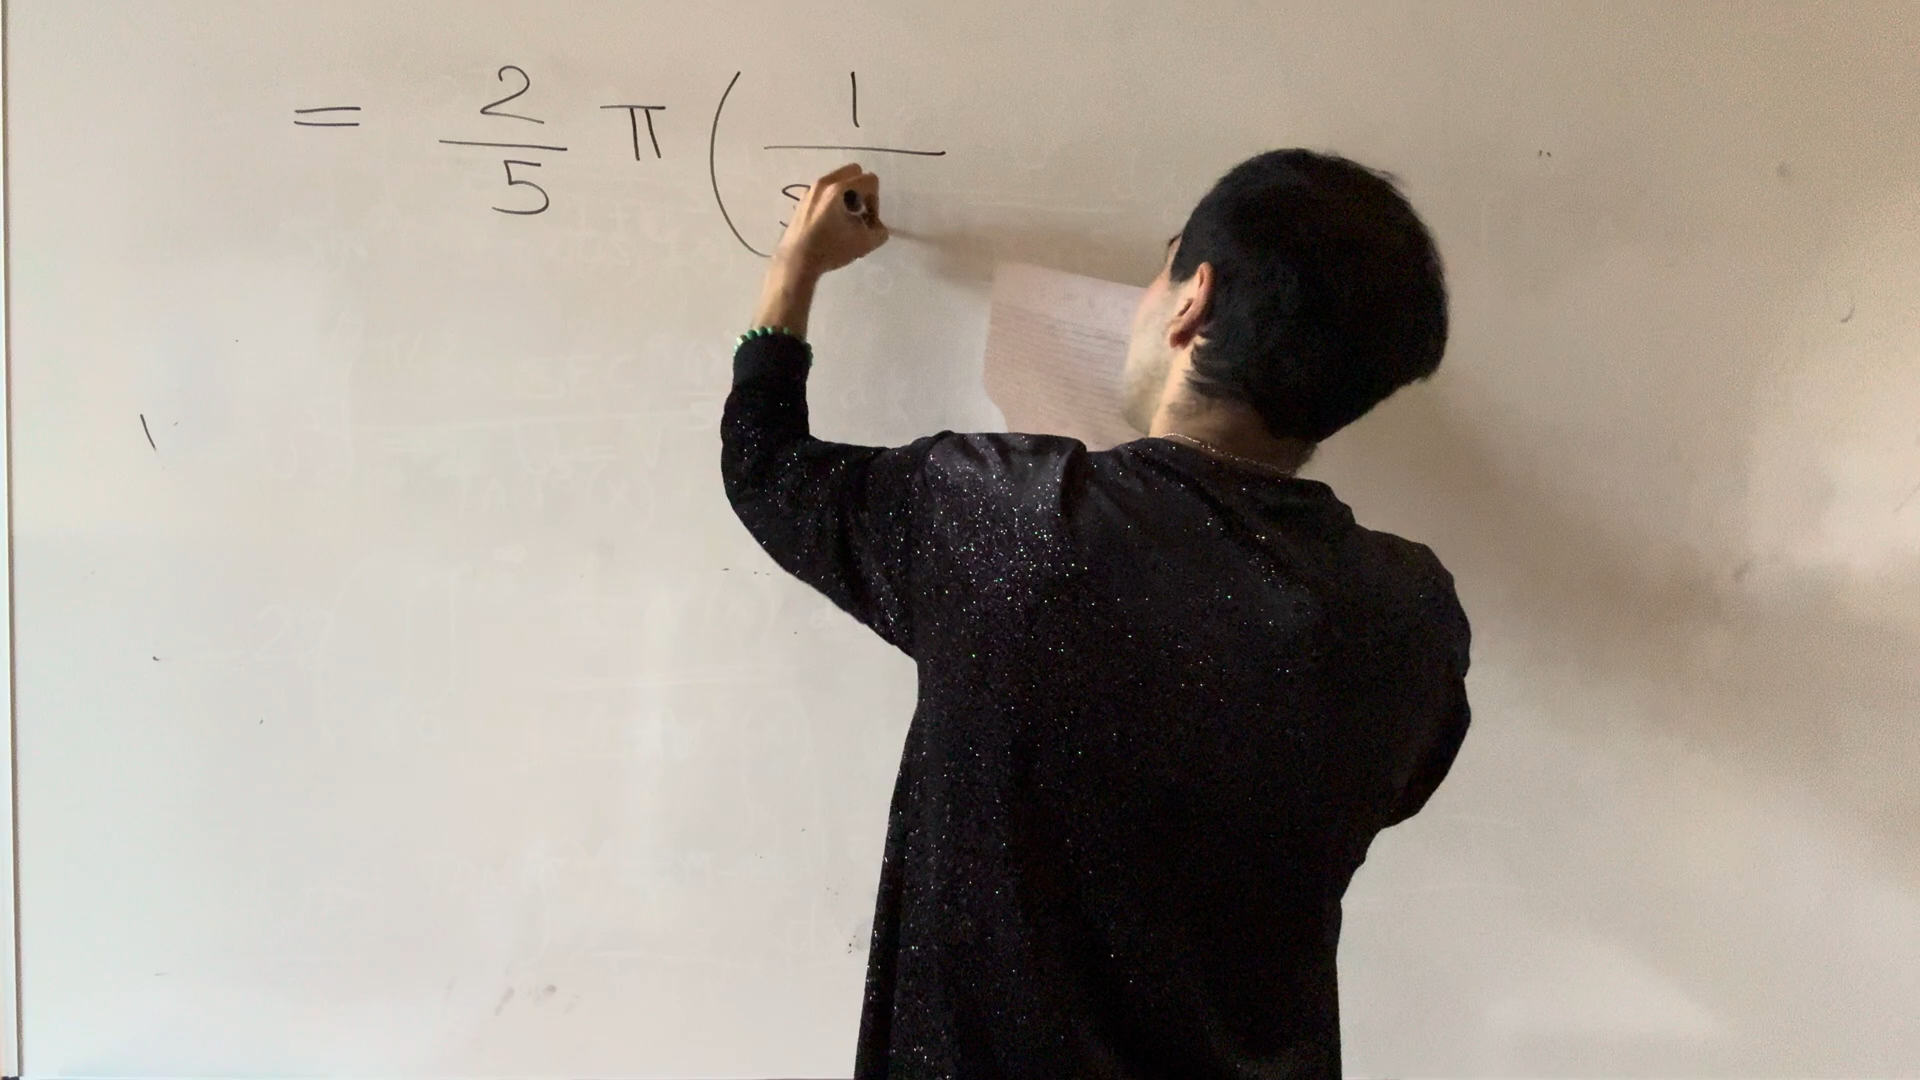 = 2/5 π ( 1/s